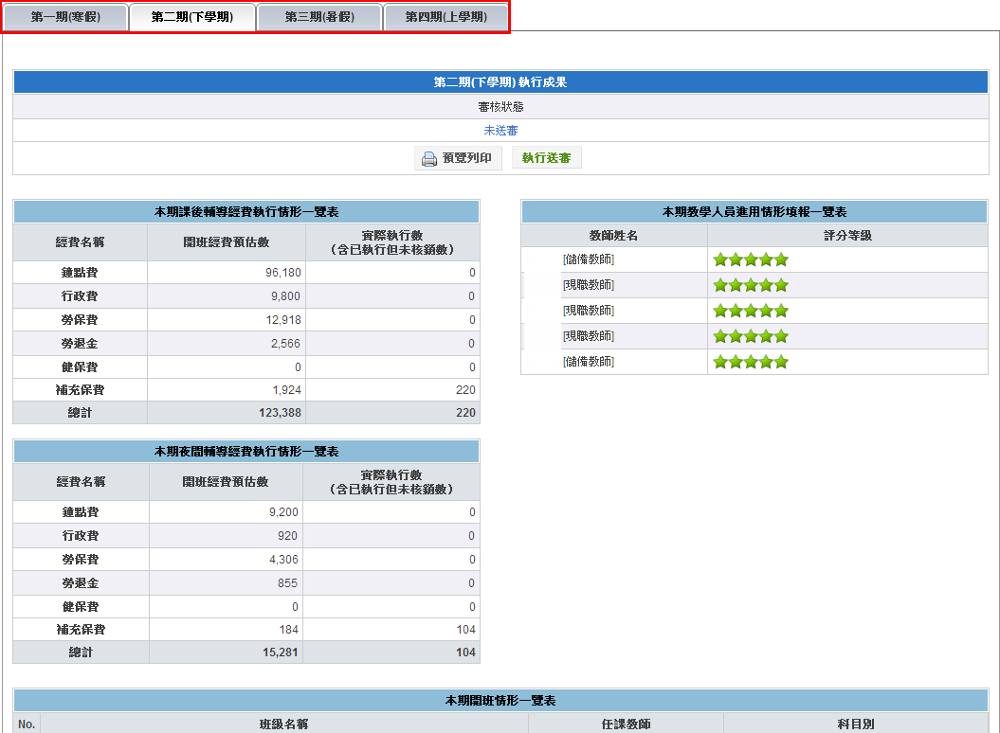 第一期(寒假) 第二期(下學期) 第三期(暑假) 第四期(上學期)
第二期(下學期) 執行成果
審核狀態
未送審
預覽列印 執行送審
本期課後輔導經費執行情形一覽表
經費名稱 開班經費預估數 實際執行數
(含已執行但未核銷數)
鐘點費 96,180 0
行政費 9,800 0
勞保費 12,918 0
勞退金 2,566 0
健保費 0 0
補充保費 1,924 220
總計 123,388 220
本期夜間輔導經費執行情形一覽表
經費名稱 開班經費預估數 實際執行數
(含已執行但未核銷數)
鐘點費 9,200 0
行政費 920 0
勞保費 4,306 0
勞退金 855 0
健保費 0 0
補充保費 184 104
總計 15,281 104
本期教學人員進用情形填報一覽表
教師姓名 評分等級
[儲備教師]
[現職教師]
[現職教師]
[現職教師]
[儲備教師]
本期開班情形一覽表
No. 班級名稱 任課教師 科目別